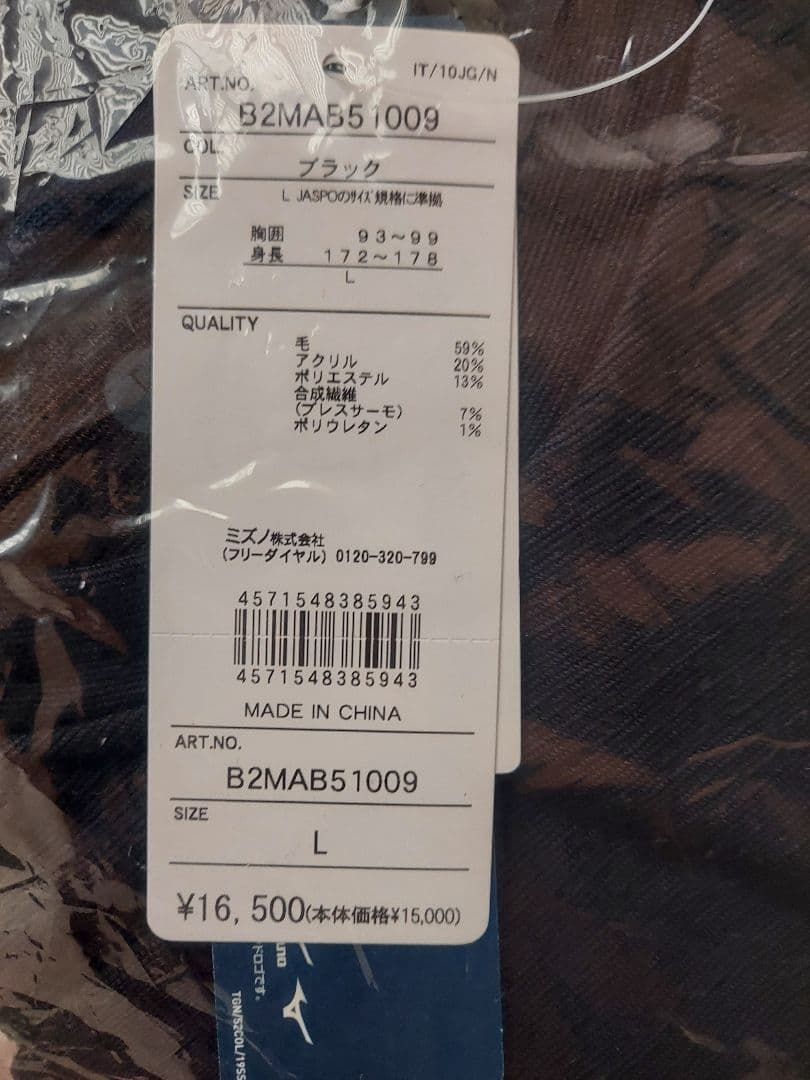 IT/10JG/N
ART.NO.
B2MAB51009
COL
ブラック
SIZE L JASPOのサイズ規格に準拠
胸囲 93~99
身長 172~178
L
QUALITY
毛 59%
アクリル 20%
ポリエステル 13%
合成繊維
(ブレスサーモ) 7%
ポリウレタン 1%
ミズノ株式会社
(フリーダイヤル) 0120-320-799
4571548385943
4571548385943
MADE IN CHINA
ART.NO.
B2MAB51009
SIZE
L
¥16,500(本体価格¥15,000)
ドロゴです。